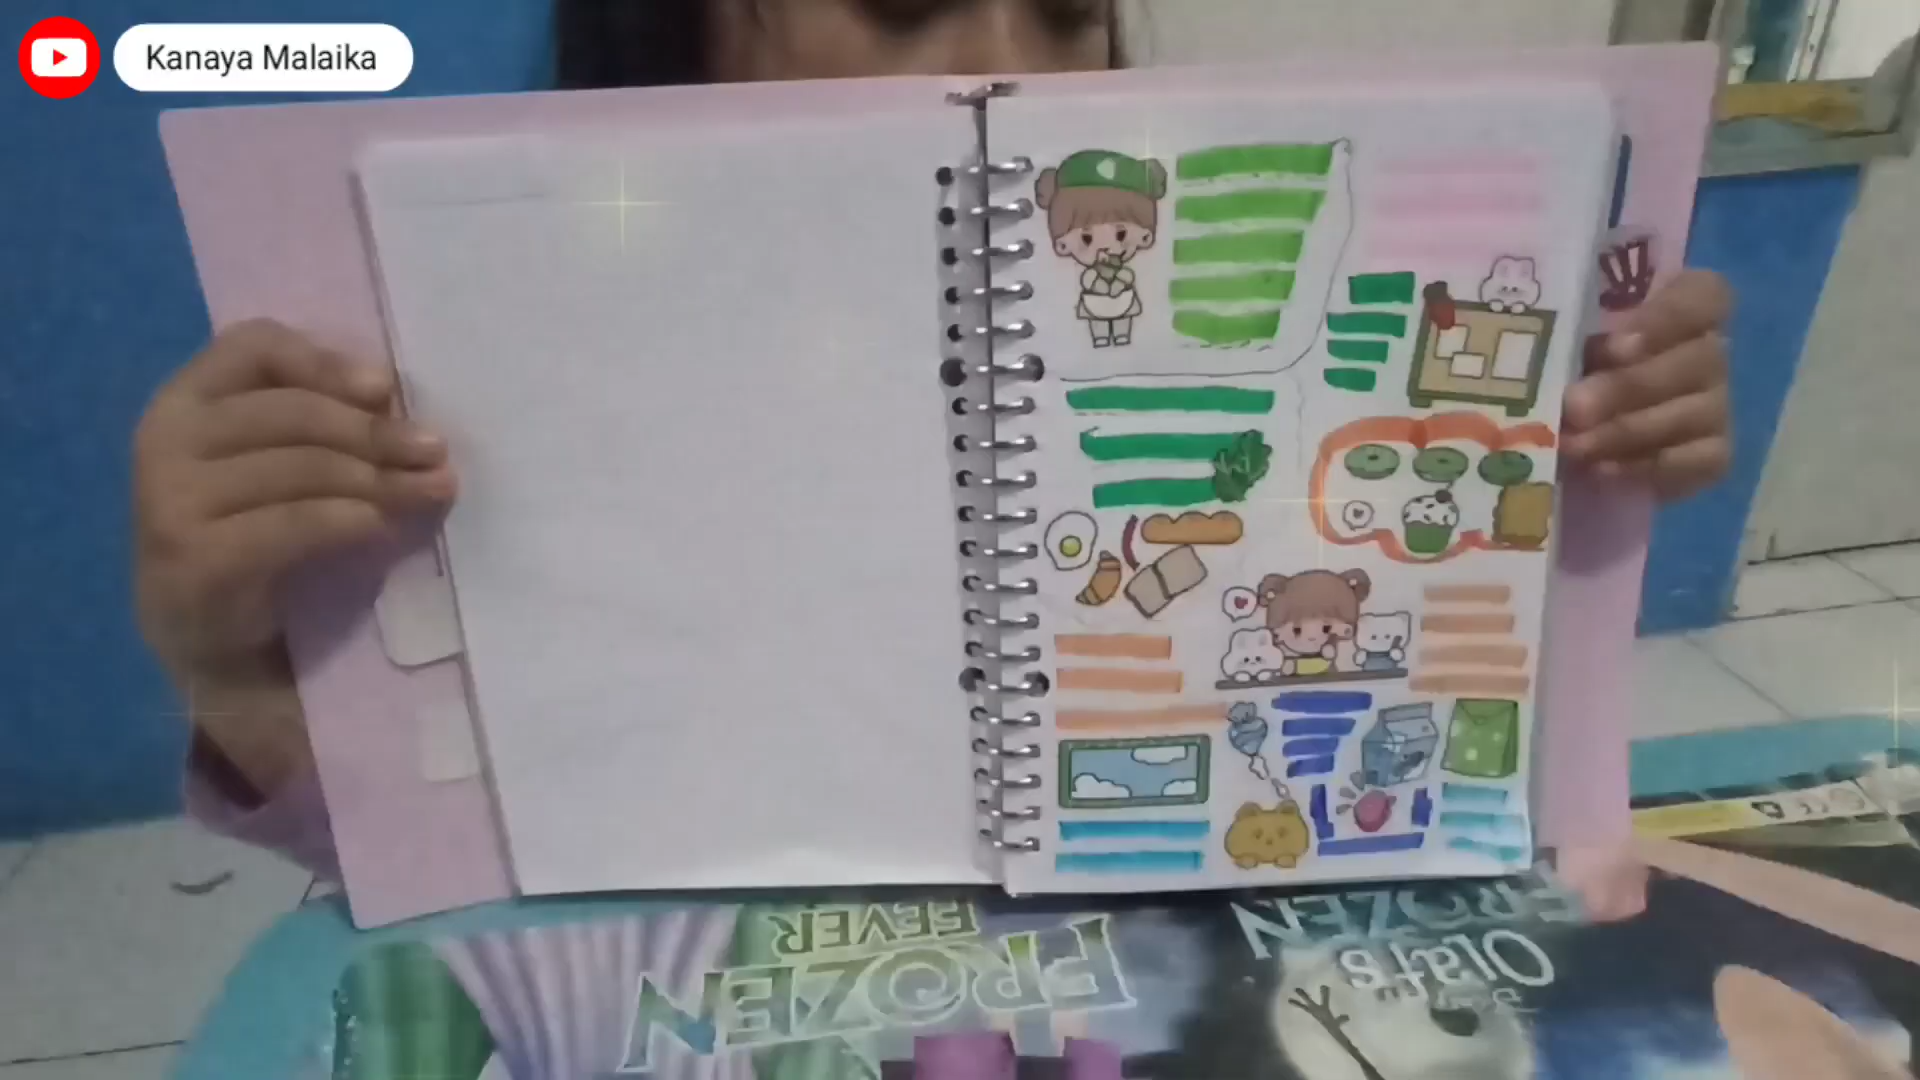 Kanaya Malaika
FROZEN
FEVER
FROZEN
Olaf's